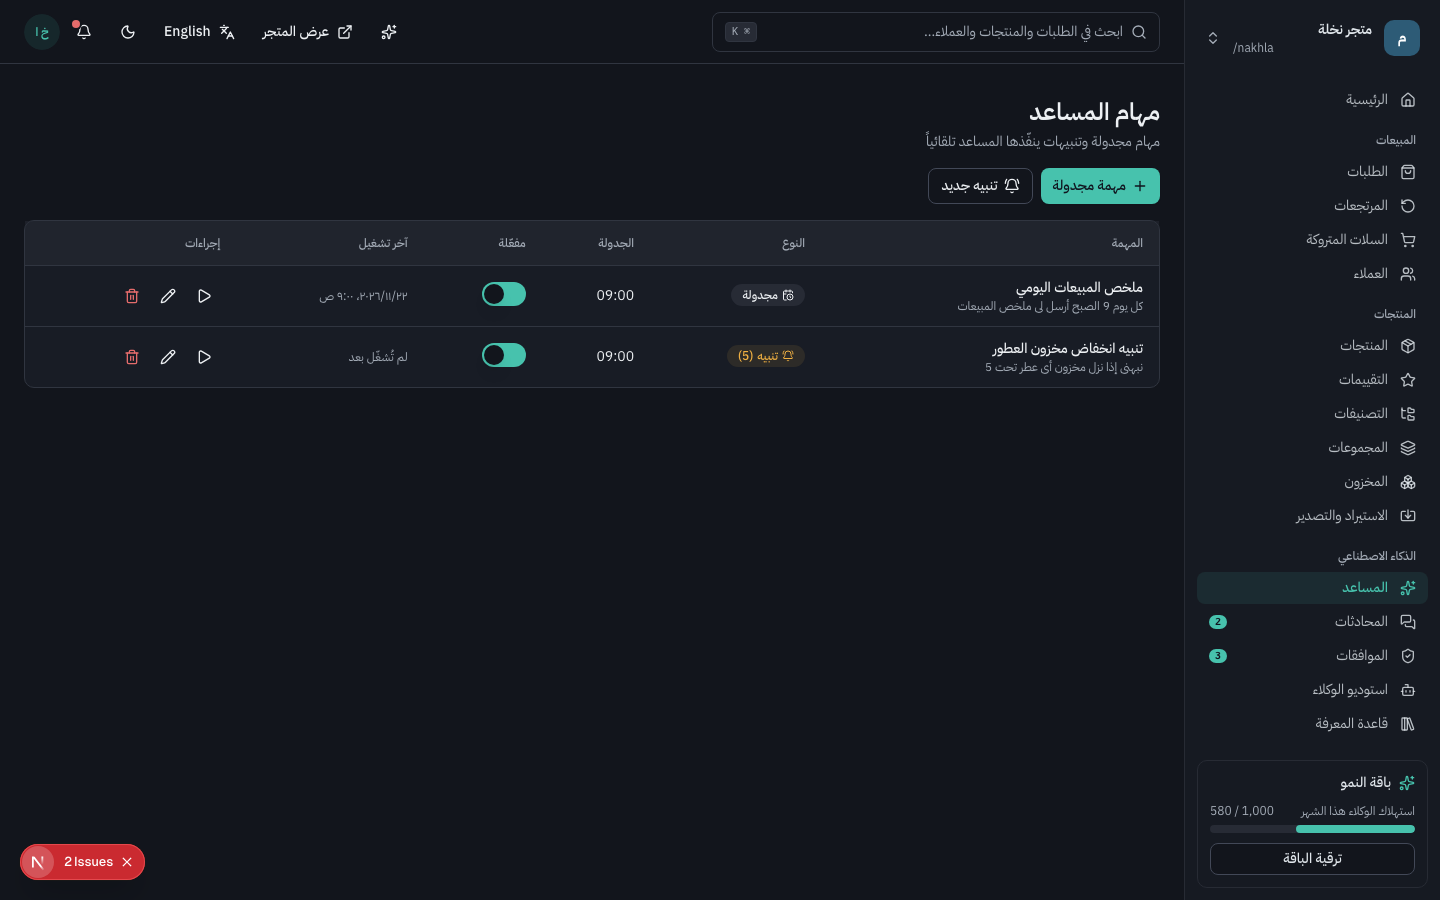 متجر نخلة
/nakhla
ابحث في الطلبات والمنتجات والعملاء...
⌘ K
عرض المتجر
English
خ ا
الرئيسية
المبيعات
الطلبات
المرتجعات
السلات المتروكة
العملاء
المنتجات
المنتجات
التقييمات
التصنيفات
المجموعات
المخزون
الاستيراد والتصدير
الذكاء الاصطناعي
المساعد
المحادثات 2
الموافقات 3
استوديو الوكلاء
قاعدة المعرفة
باقة النمو
استهلاك الوكلاء هذا الشهر 580 / 1,000
ترقية الباقة
مهام المساعد
مهام مجدولة وتنبيهات ينفّذها المساعد تلقائياً
مهمة مجدولة
تنبيه جديد
المهمة النوع الجدولة مفعّلة آخر تشغيل إجراءات
ملخص المبيعات اليومي مجدولة 09:00 ٢٠٢٦/١١/٢٢، ٩:٠٠ ص
كل يوم 9 الصبح أرسل لي ملخص المبيعات
تنبيه انخفاض مخزون العطور تنبيه (5) 09:00 لم تُشغّل بعد
نبهني إذا نزل مخزون أي عطر تحت 5
2 Issues